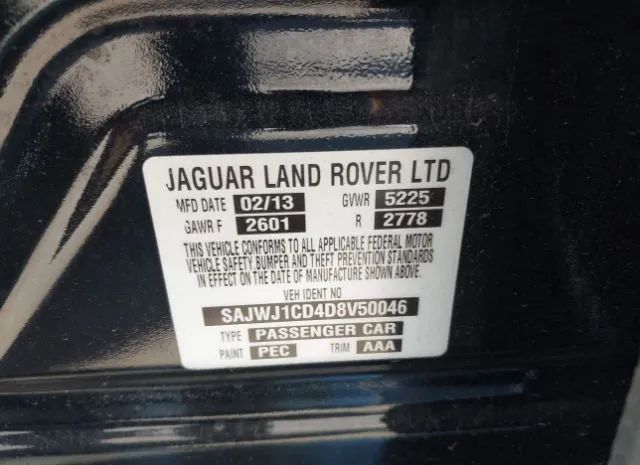 JAGUAR LAND ROVER LTD
MFD DATE 02/13 GVWR 5225
GAWR F 2601 R 2778
THIS VEHICLE CONFORMS TO ALL APPLICABLE FEDERAL MOTOR
VEHICLE SAFETY BUMPER AND THEFT PREVENTION STANDARDS
IN EFFECT ON THE DATE OF MANUFACTURE SHOWN ABOVE.
VEH IDENT NO
SAJWJ1CD4D8V50046
TYPE PASSENGER CAR
PAINT PEC TRIM AAA